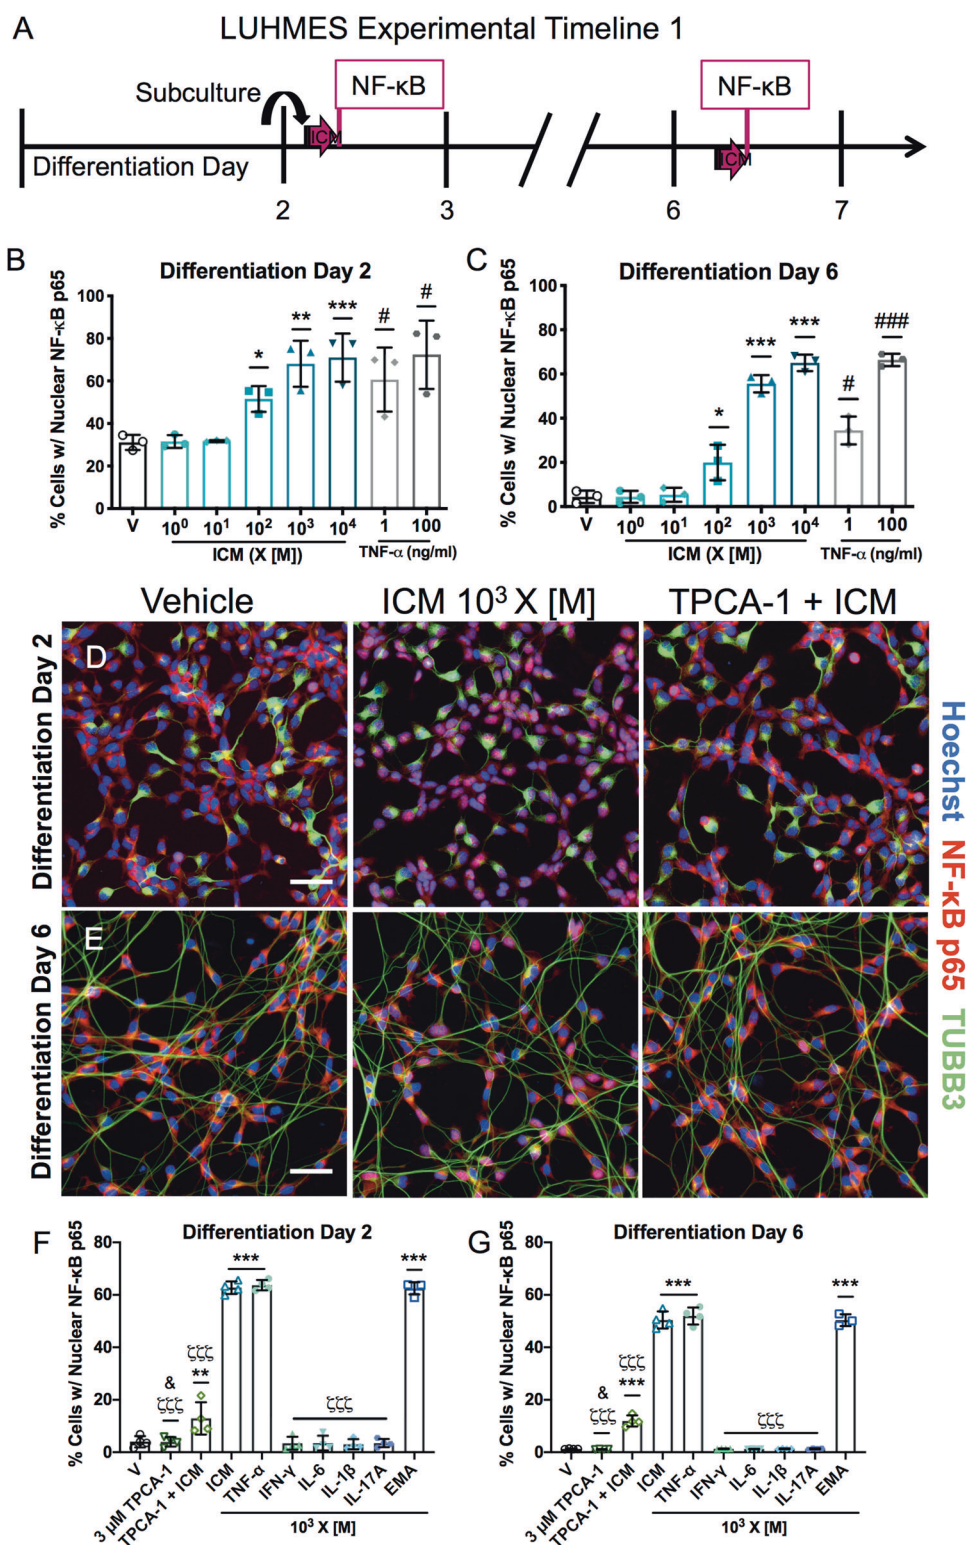 A
LUHMES Experimental Timeline 1
NF-κB
NF-κB
Subculture
ICM
ICM
Differentiation Day
2
3
6
7
B
Differentiation Day 2
% Cells w/ Nuclear NF-κB p65
100
80
60
40
20
0
*
**
***
#
#
V
10⁰
10¹
10²
10³
10⁴
1
100
ICM (X [M])
TNF-α (ng/ml)
C
Differentiation Day 6
% Cells w/ Nuclear NF-κB p65
100
80
60
40
20
0
*
***
***
#
###
V
10⁰
10¹
10²
10³
10⁴
1
100
ICM (X [M])
TNF-α (ng/ml)
Vehicle
ICM 10³ X [M]
TPCA-1 + ICM
Differentiation Day 2
D
Differentiation Day 6
E
Hoechst NF-κB p65 TUBB3
F
Differentiation Day 2
% Cells w/ Nuclear NF-κB p65
80
60
40
20
0
&
ζζζ
ζζζ
**
***
ζζζ
***
V
3 μM TPCA-1
TPCA-1 + ICM
ICM
TNF-α
IFN-γ
IL-6
IL-1β
IL-17A
EMA
10³ X [M]
G
Differentiation Day 6
% Cells w/ Nuclear NF-κB p65
80
60
40
20
0
&
ζζζ
ζζζ
***
***
ζζζ
***
V
3 μM TPCA-1
TPCA-1 + ICM
ICM
TNF-α
IFN-γ
IL-6
IL-1β
IL-17A
EMA
10³ X [M]